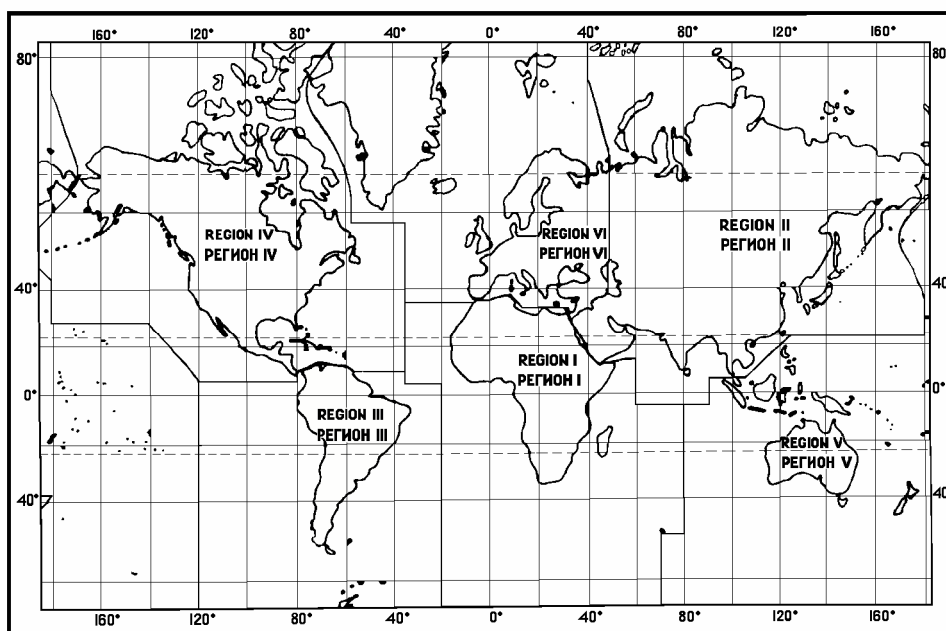 160° 120° 80° 40° 0° 40° 80° 120° 160°
80° 80
REGION IV
РЕГИОН IV
REGION VI
РЕГИОН VI
REGION II
РЕГИОН II
40° 40
REGION I
РЕГИОН I
0° 0°
REGION III
РЕГИОН III
REGION V
РЕГИОН V
40° 40
160° 120° 80° 40° 0° 40° 80° 120° 160°